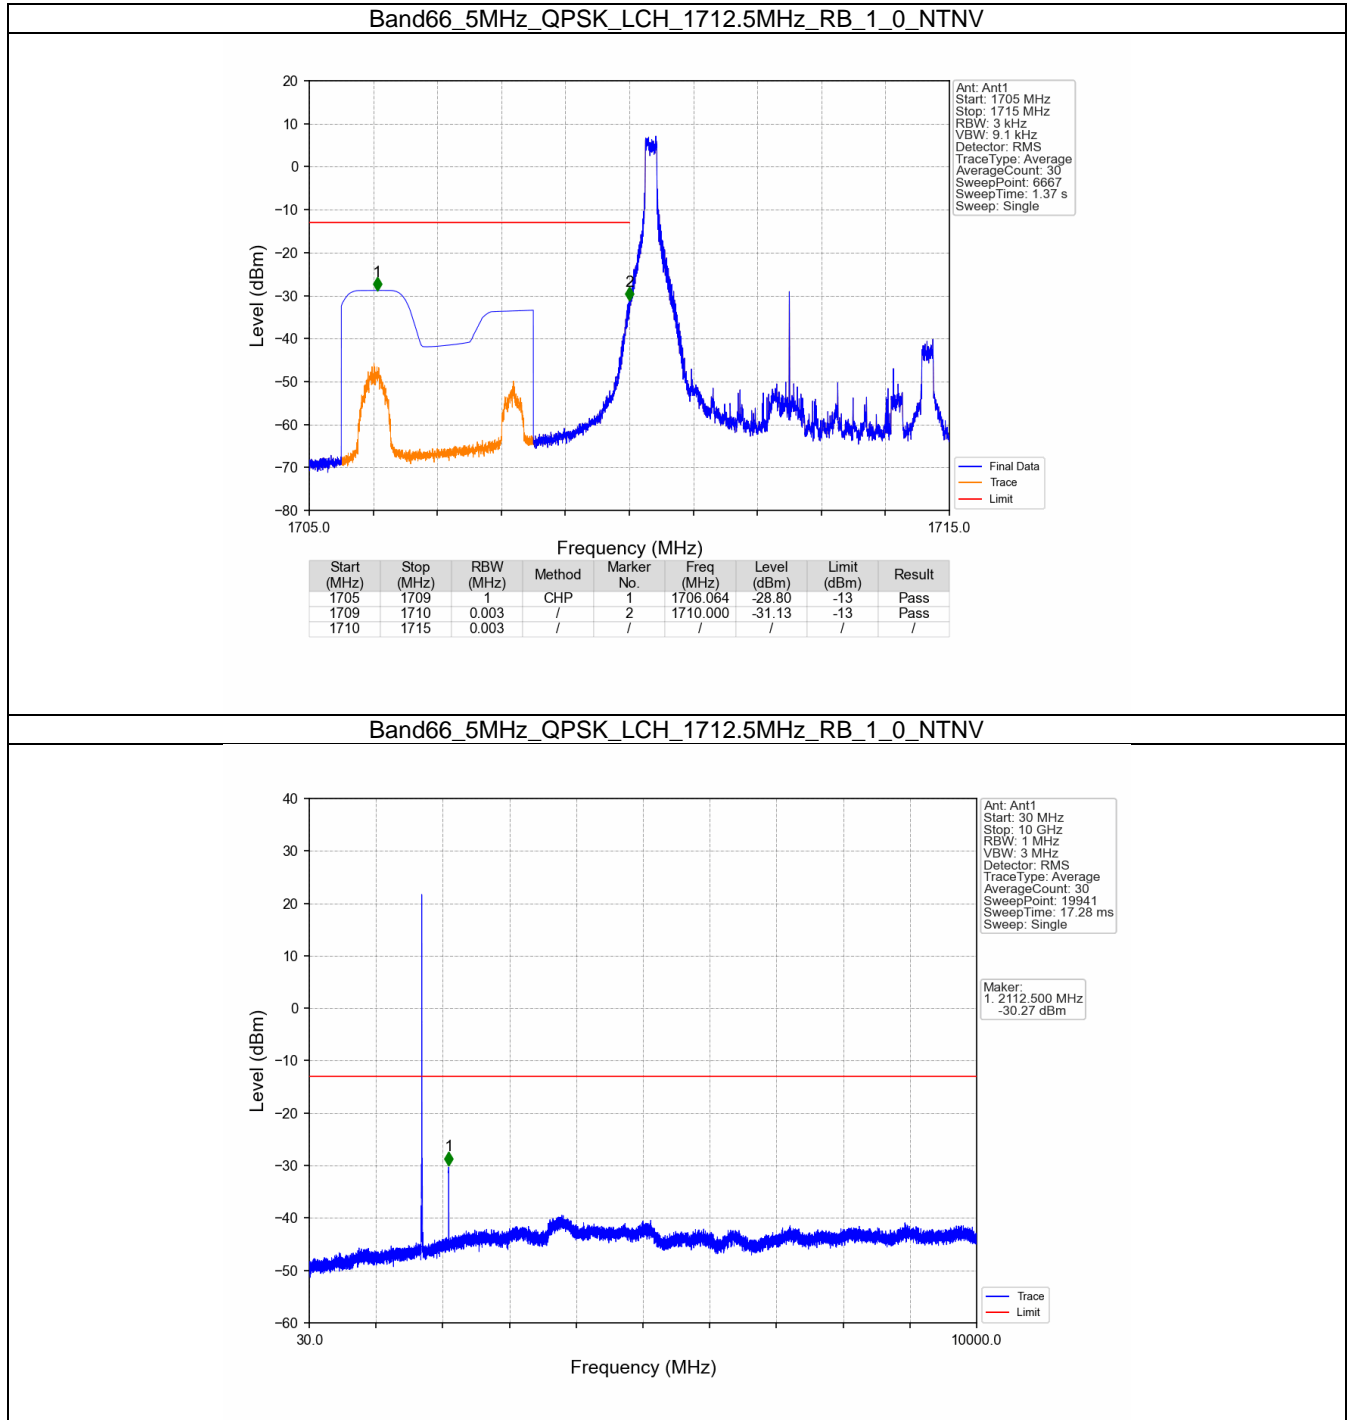 Band66_5MHz_QPSK_LCH_1712.5MHz_RB_1_0_NTNV
20
10
0
−10
−20
−30
−40
−50
−60
−70
−80
Level (dBm)
1
2
1705.0
1715.0
Frequency (MHz)
Ant: Ant1
Start: 1705 MHz
Stop: 1715 MHz
RBW: 3 kHz
VBW: 9.1 kHz
Detector: RMS
TraceType: Average
AverageCount: 30
SweepPoint: 6667
SweepTime: 1.37 s
Sweep: Single
Final Data
Trace
Limit
Start (MHz) Stop (MHz) RBW (MHz) Method Marker No. Freq (MHz) Level (dBm) Limit (dBm) Result
1705 1709 1 CHP 1 1706.064 -28.80 -13 Pass
1709 1710 0.003 / 2 1710.000 -31.13 -13 Pass
1710 1715 0.003 / / / / / /
Band66_5MHz_QPSK_LCH_1712.5MHz_RB_1_0_NTNV
40
30
20
10
0
−10
−20
−30
−40
−50
−60
Level (dBm)
1
30.0
10000.0
Frequency (MHz)
Ant: Ant1
Start: 30 MHz
Stop: 10 GHz
RBW: 1 MHz
VBW: 3 MHz
Detector: RMS
TraceType: Average
AverageCount: 30
SweepPoint: 19941
SweepTime: 17.28 ms
Sweep: Single
Maker:
1. 2112.500 MHz
-30.27 dBm
Trace
Limit